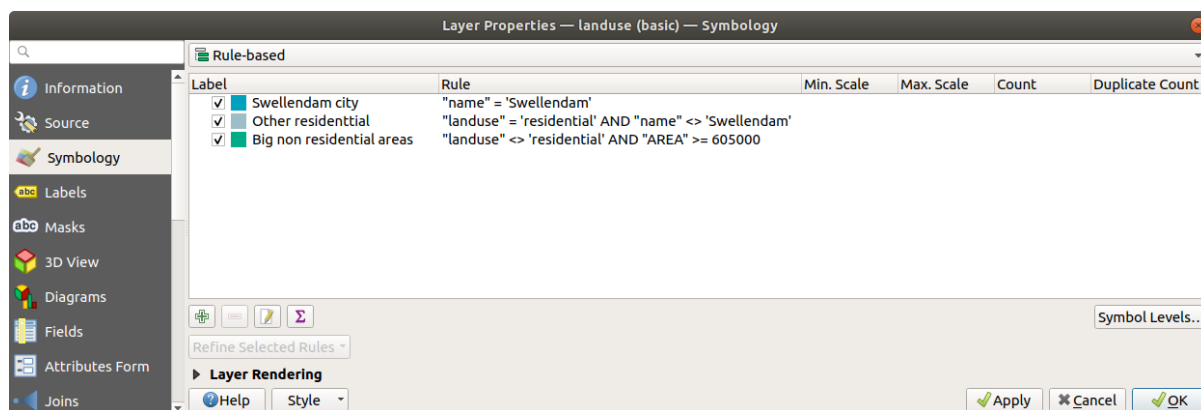 Layer Properties — landuse (basic) — Symbology
Rule-based
Information
Source
Symbology
Labels
Masks
3D View
Diagrams
Fields
Attributes Form
Joins
Label Rule Min. Scale Max. Scale Count Duplicate Count
Swellendam city "name" = 'Swellendam'
Other residenttial "landuse" = 'residential' AND "name" <> 'Swellendam'
Big non residential areas "landuse" <> 'residential' AND "AREA" >= 605000
Symbol Levels...
Refine Selected Rules
Layer Rendering
Help Style Apply Cancel OK